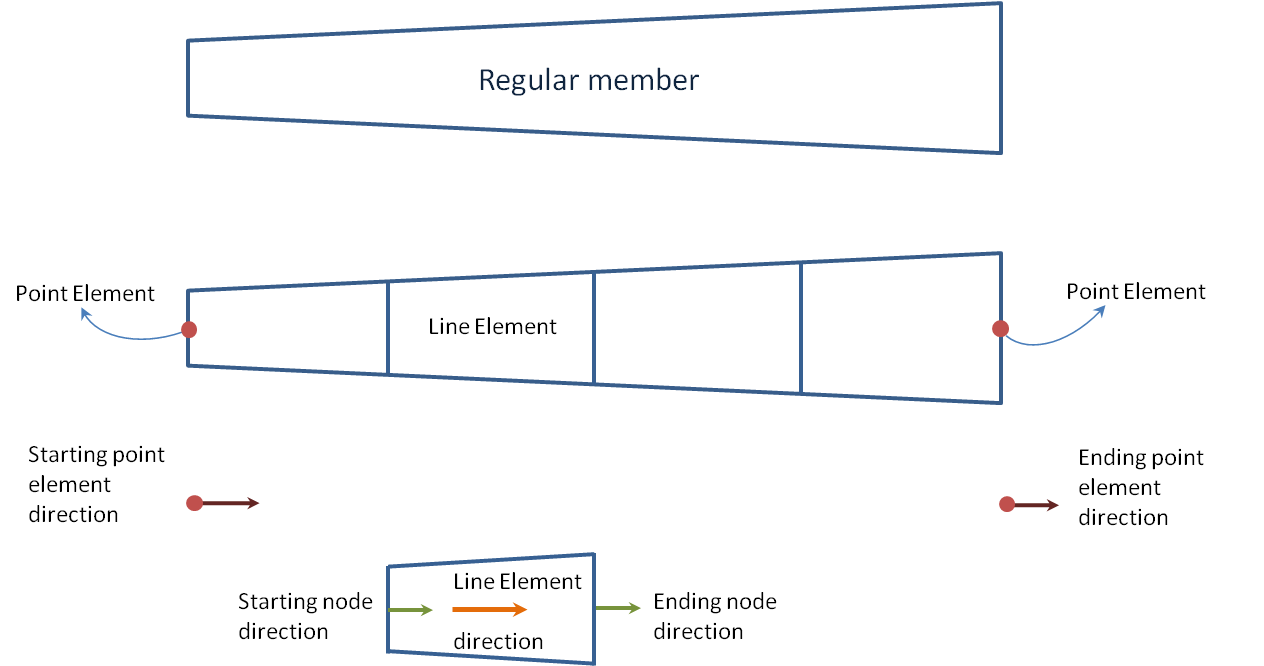 Regular member
Point Element
Point Element
Line Element
Starting point
element
direction
Ending point
element
direction
Line Element
direction
Starting node
direction
Ending node
direction